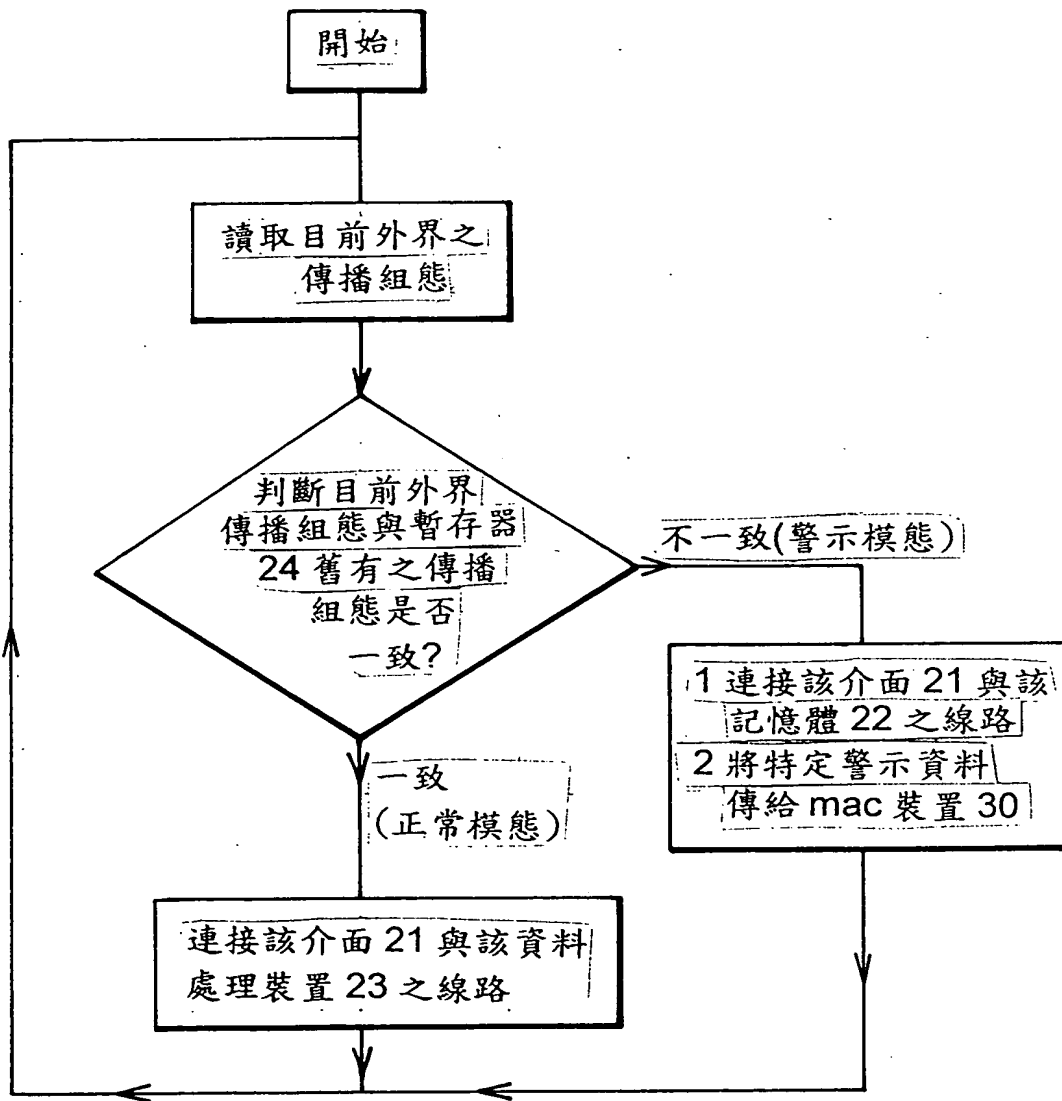 開始
讀取目前外界之
傳播組態
判斷目前外界
傳播組態與暫存器
24 舊有之傳播
組態是否
一致?
不一致(警示模態)
1 連接該介面 21 與該
記憶體 22 之線路
2 將特定警示資料
傳給 mac 裝置 30
一致
(正常模態)
連接該介面 21 與該資料
處理裝置 23 之線路